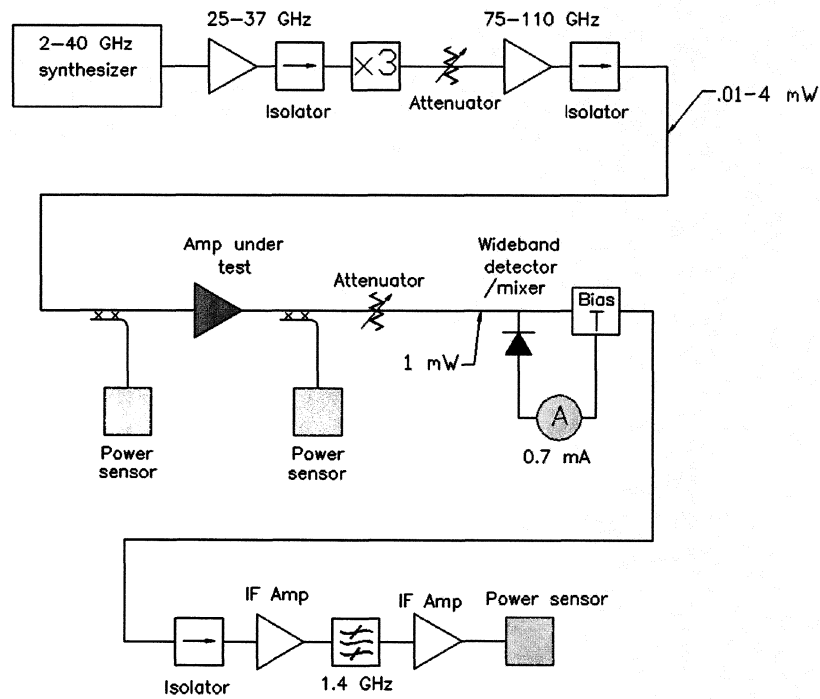 25–37 GHz
75–110 GHz
2–40 GHz
synthesizer
×3
Isolator
Attenuator
Isolator
.01–4 mW
Amp under
test
Attenuator
Wideband
detector
/mixer
Bias
T
1 mW
A
0.7 mA
Power
sensor
Power
sensor
IF Amp
IF Amp
Power sensor
Isolator
1.4 GHz